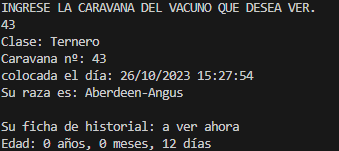 INGRESE LA CARAVANA DEL VACUNO QUE DESEA VER.
43
Clase: Ternero
Caravana nº: 43
colocada el día: 26/10/2023 15:27:54
Su raza es: Aberdeen-Angus
Su ficha de historial: a ver ahora
Edad: 0 años, 0 meses, 12 días